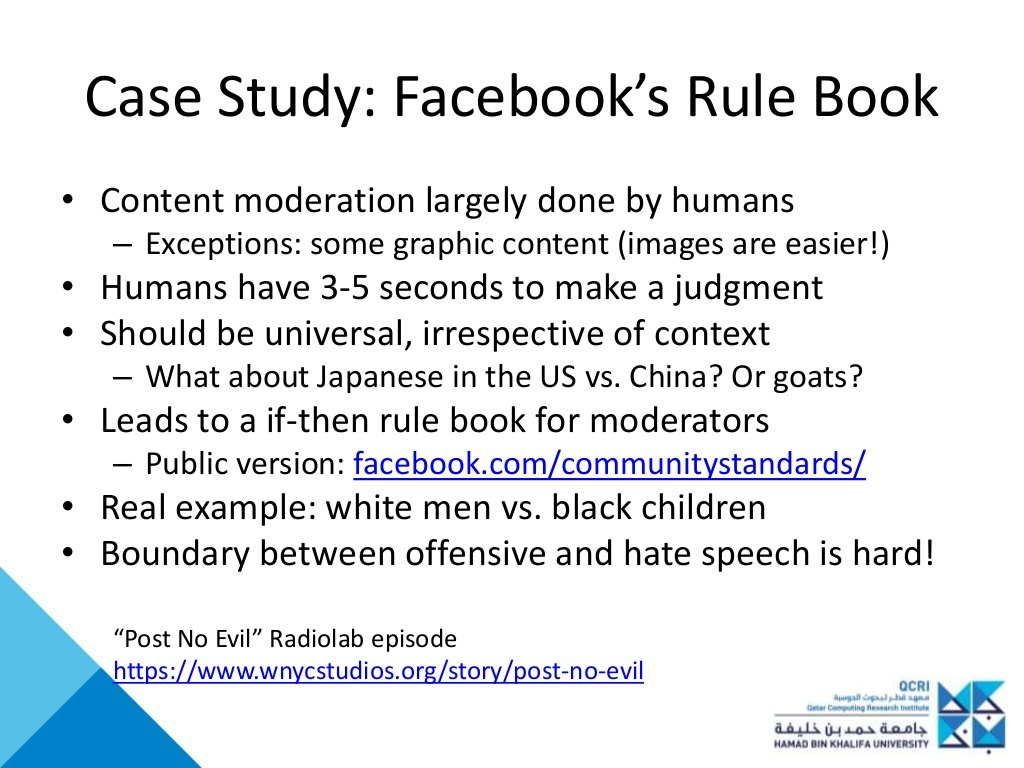 Case Study: Facebook’s Rule Book
• Content moderation largely done by humans
– Exceptions: some graphic content (images are easier!)
• Humans have 3-5 seconds to make a judgment
• Should be universal, irrespective of context
– What about Japanese in the US vs. China? Or goats?
• Leads to a if-then rule book for moderators
– Public version: facebook.com/communitystandards/
• Real example: white men vs. black children
• Boundary between offensive and hate speech is hard!
“Post No Evil” Radiolab episode
https://www.wnycstudios.org/story/post-no-evil
QCRI
معهد قطر لبحوث الحوسبة
Qatar Computing Research Institute
جامعة حمد بن خليفة
HAMAD BIN KHALIFA UNIVERSITY